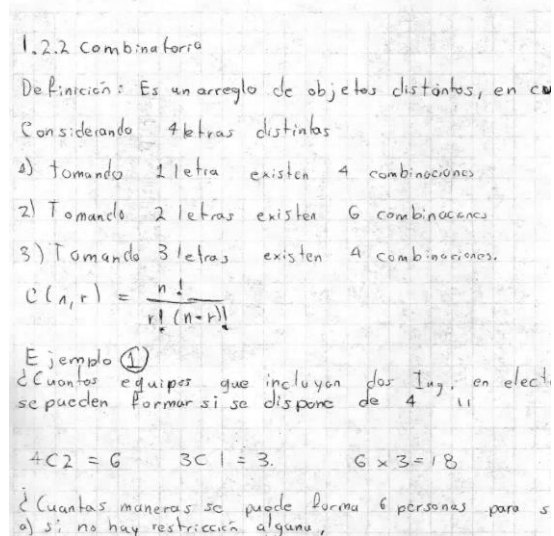 1.2.2 Combinatoria
Definición: Es un arreglo de objetos distintos, en
Considerando 4 letras distintas
1) tomando 1 letra existen 4 combinaciones
2) Tomando 2 letras existen 6 combinaciones
3) Tomando 3 letras existen 4 combinaciones.
C(n,r) = n! / r! (n-r)!
Ejemplo ①
¿Cuantos equipos que incluyan dos Ing. en elect
se pueden formar si se dispone de 4 "
4C2 = 6 3C1 = 3. 6 x 3 = 18
¿Cuantas maneras se puede forma 6 personas para s
a) si no hay restricción alguna,